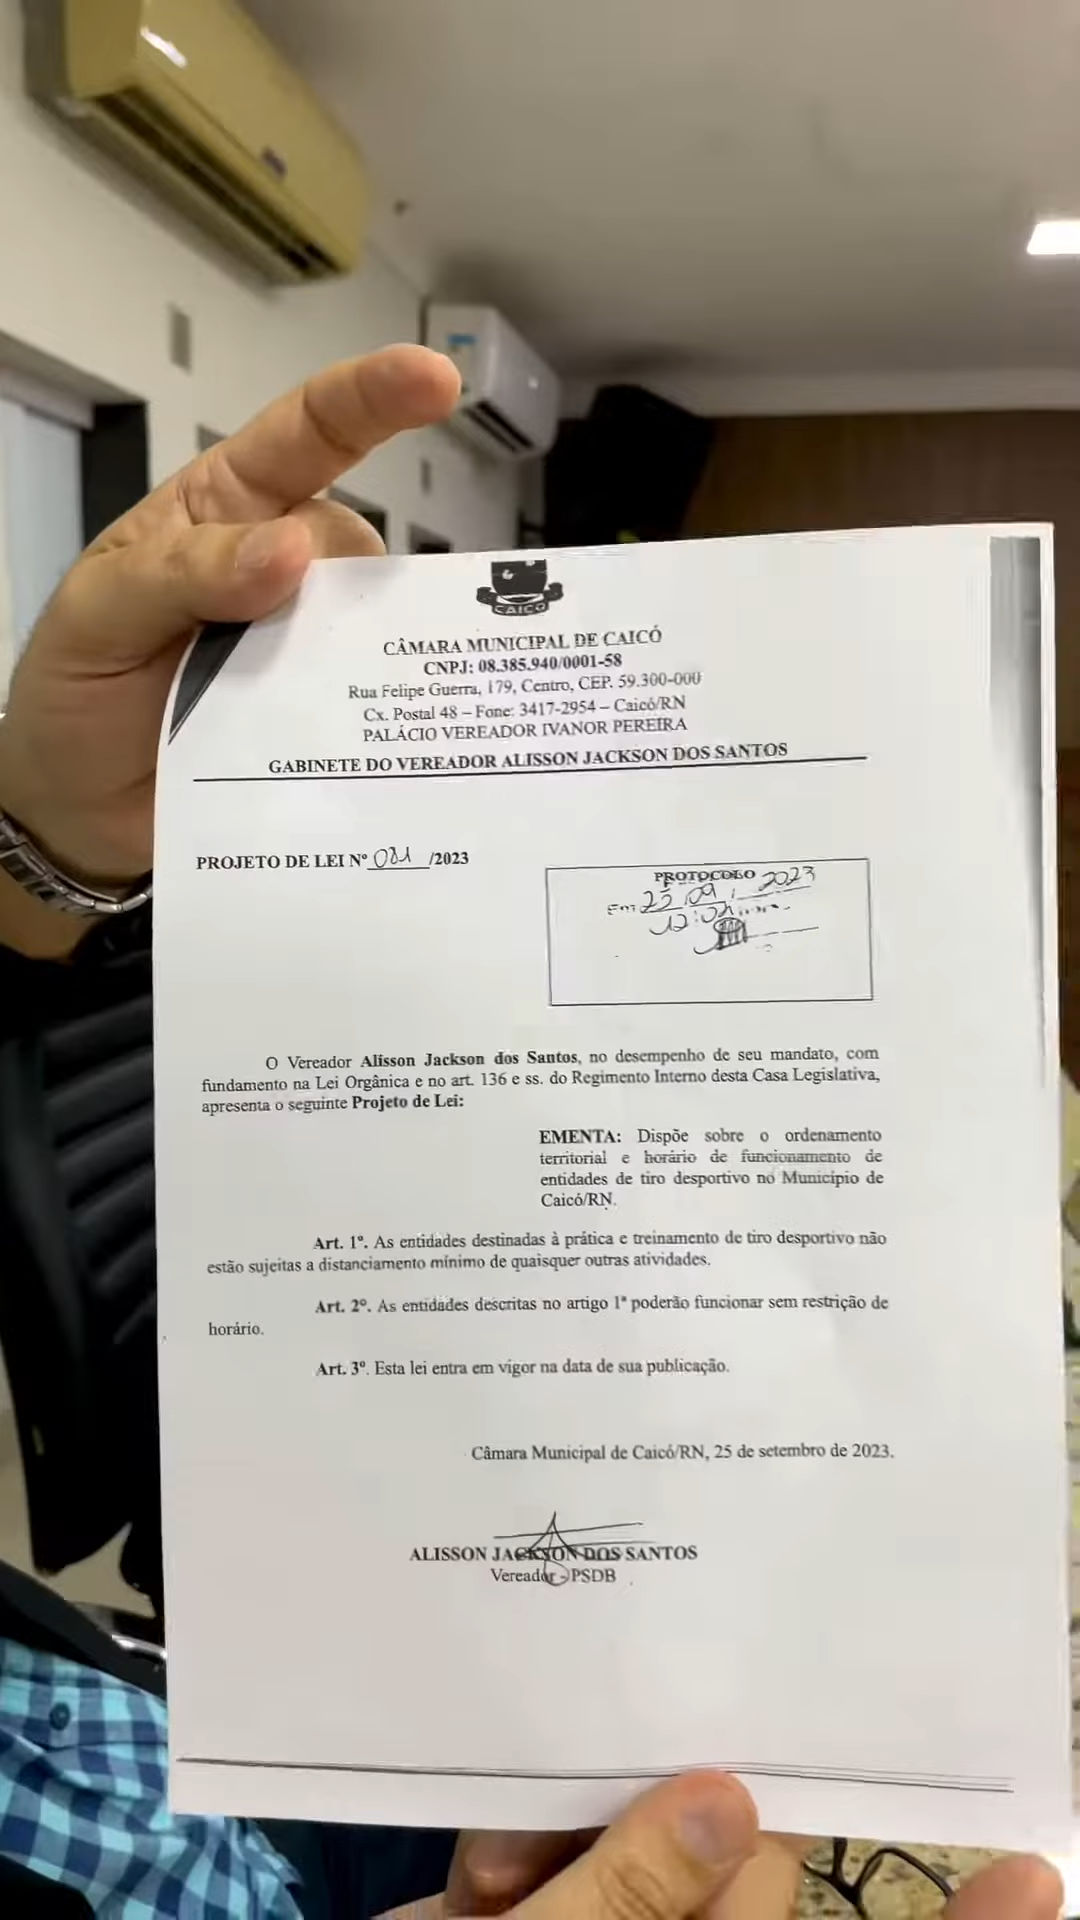 CAICÓ
CÂMARA MUNICIPAL DE CAICÓ
CNPJ: 08.385.940/0001-58
Rua Felipe Guerra, 179, Centro, CEP. 59.300-000
Cx. Postal 48 – Fone: 3417-2954 – Caicó/RN
PALÁCIO VEREADOR IVANOR PEREIRA
GABINETE DO VEREADOR ALISSON JACKSON DOS SANTOS
PROJETO DE LEI Nº 081 /2023
PROTOCOLO
Em 25 / 09 / 2023
O Vereador Alisson Jackson dos Santos, no desempenho de seu mandato, com
fundamento na Lei Orgânica e no art. 136 e ss. do Regimento Interno desta Casa Legislativa,
apresenta o seguinte Projeto de Lei:
EMENTA: Dispõe sobre o ordenamento
territorial e horário de funcionamento de
entidades de tiro desportivo no Município de
Caicó/RN.
Art. 1º. As entidades destinadas à prática e treinamento de tiro desportivo não
estão sujeitas a distanciamento mínimo de quaisquer outras atividades.
Art. 2º. As entidades descritas no artigo 1ª poderão funcionar sem restrição de
horário.
Art. 3º. Esta lei entra em vigor na data de sua publicação.
Câmara Municipal de Caicó/RN, 25 de setembro de 2023.
ALISSON JACKSON DOS SANTOS
Vereador - PSDB